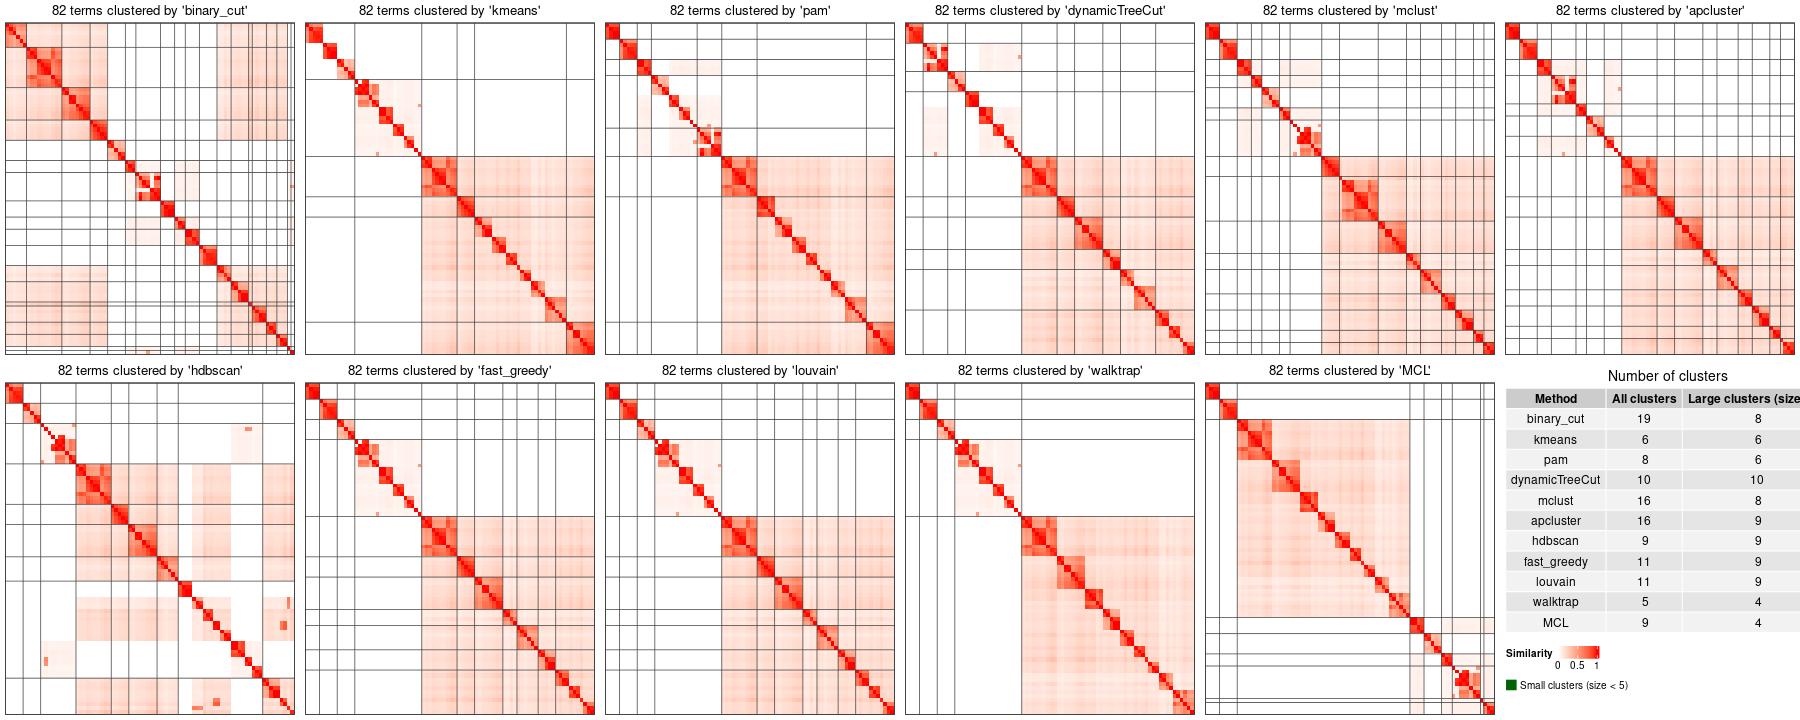 82 terms clustered by 'binary_cut'
82 terms clustered by 'kmeans'
82 terms clustered by 'pam'
82 terms clustered by 'dynamicTreeCut'
82 terms clustered by 'mclust'
82 terms clustered by 'apcluster'
82 terms clustered by 'hdbscan'
82 terms clustered by 'fast_greedy'
82 terms clustered by 'louvain'
82 terms clustered by 'walktrap'
82 terms clustered by 'MCL'
Number of clusters
Method All clusters Large clusters (size
binary_cut 19 8
kmeans 6 6
pam 8 6
dynamicTreeCut 10 10
mclust 16 8
apcluster 16 9
hdbscan 9 9
fast_greedy 11 9
louvain 11 9
walktrap 5 4
MCL 9 4
Similarity
0 0.5 1
Small clusters (size < 5)